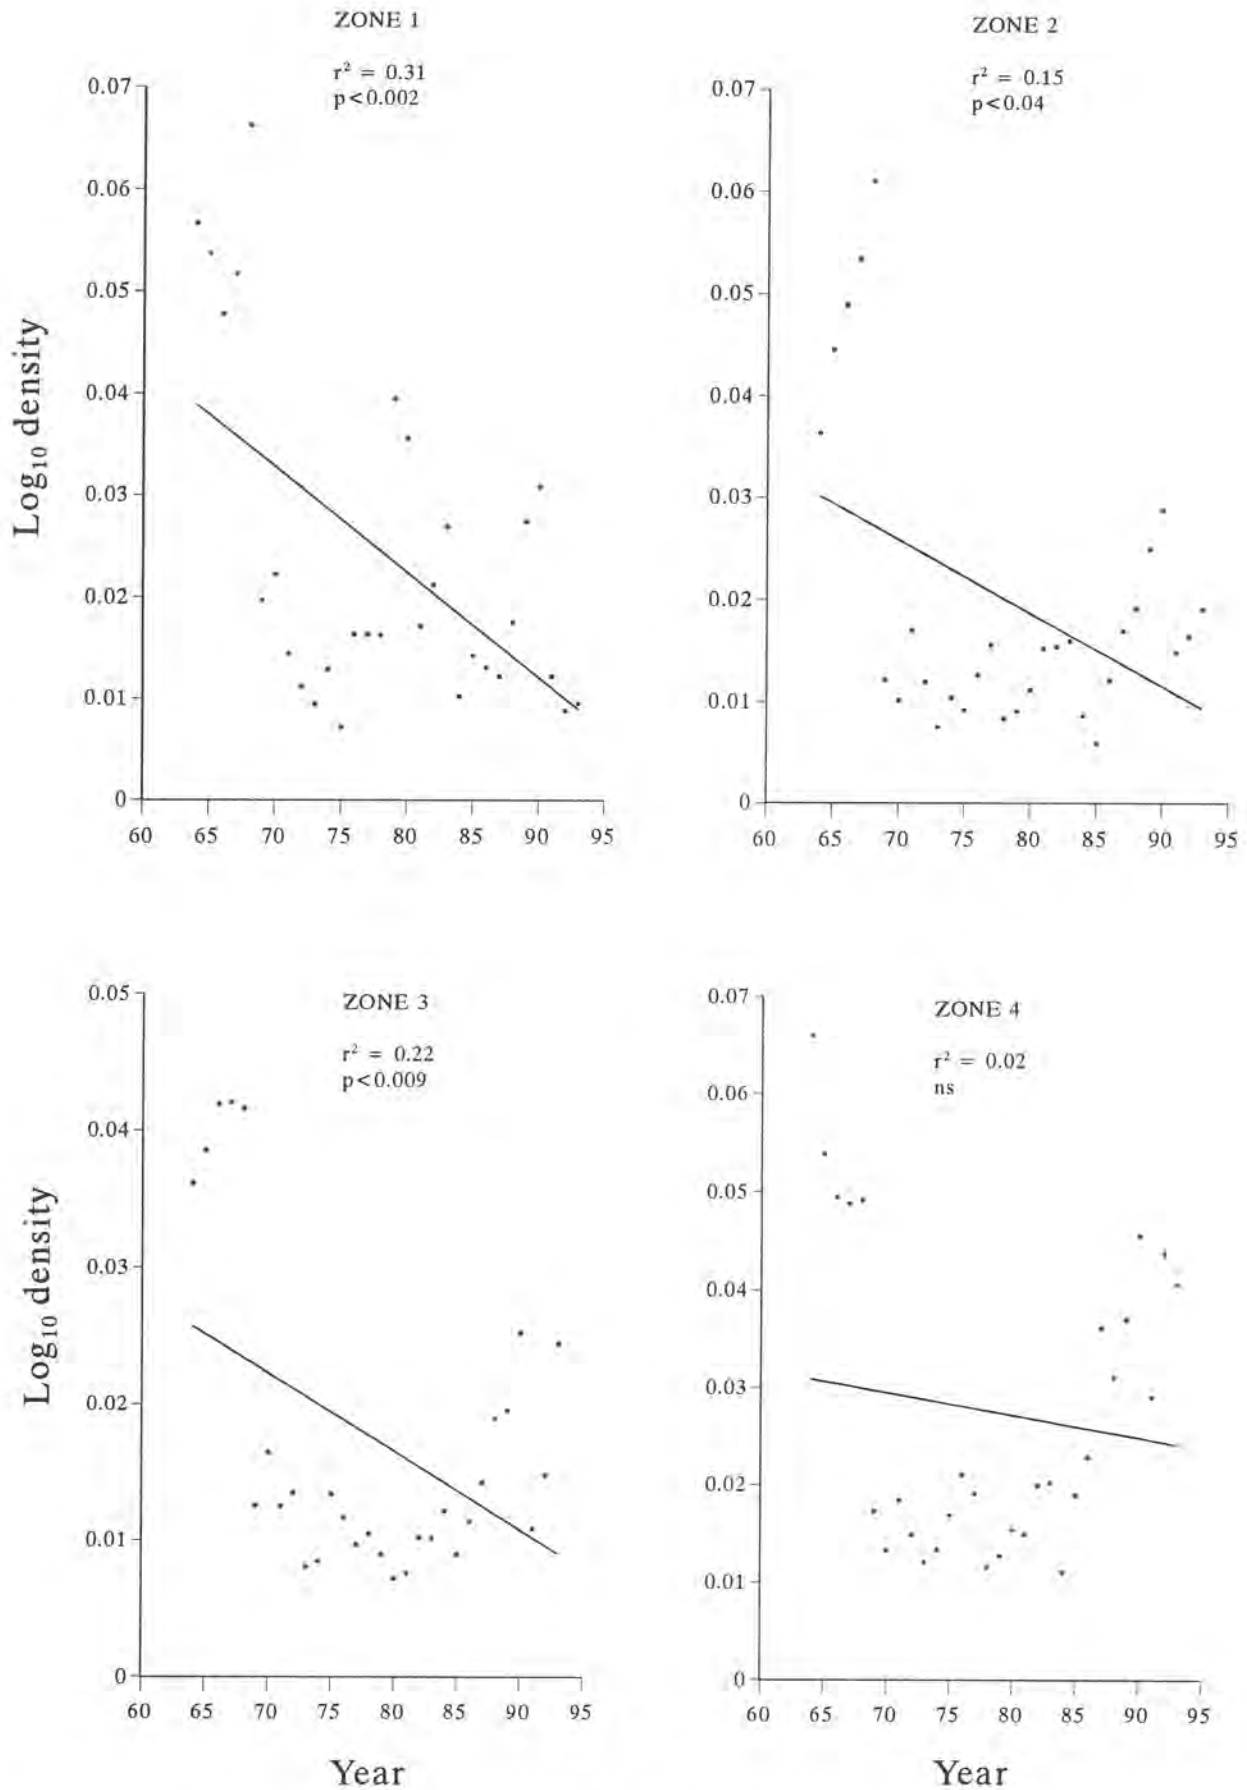 ZONE 1
r² = 0.31
p<0.002
0.07
0.06
0.05
0.04
0.03
0.02
0.01
0
60 65 70 75 80 85 90 95
Log₁₀ density
ZONE 2
r² = 0.15
p<0.04
0.07
0.06
0.05
0.04
0.03
0.02
0.01
0
60 65 70 75 80 85 90 95
ZONE 3
r² = 0.22
p<0.009
0.05
0.04
0.03
0.02
0.01
0
60 65 70 75 80 85 90 95
Log₁₀ density
Year
ZONE 4
r² = 0.02
ns
0.07
0.06
0.05
0.04
0.03
0.02
0.01
0
60 65 70 75 80 85 90 95
Year